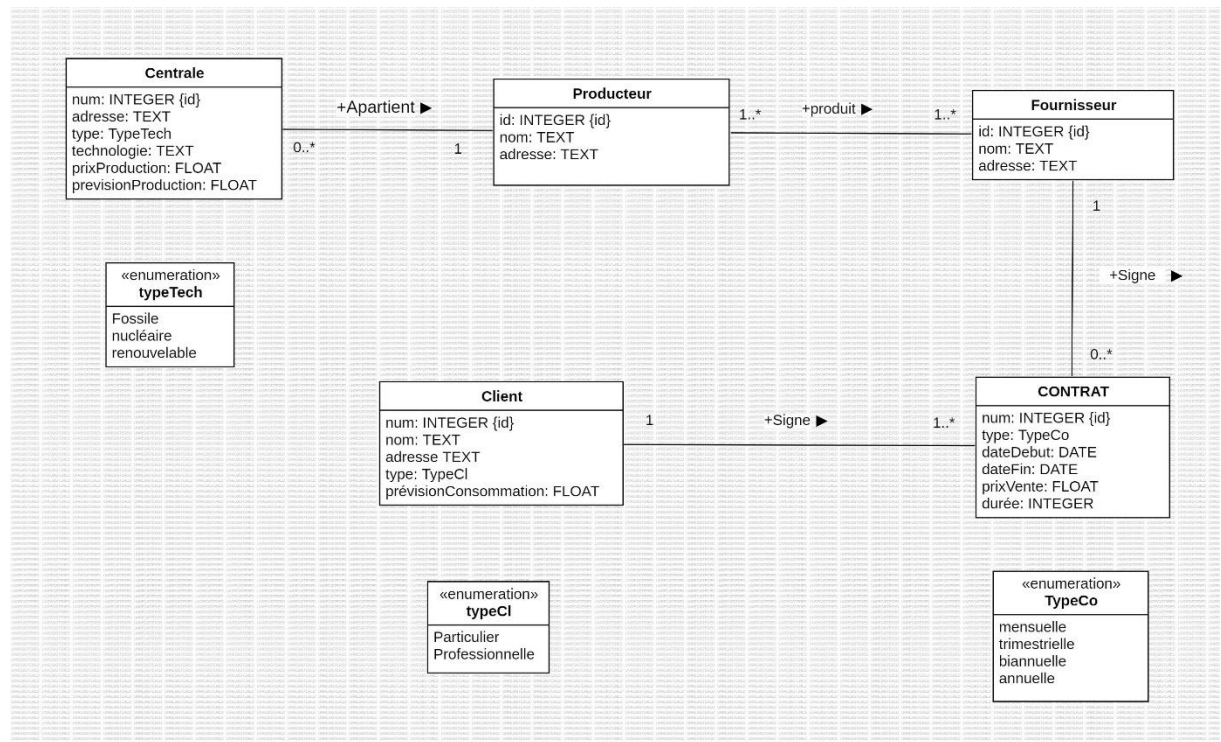 Centrale
num: INTEGER {id}
adresse: TEXT
type: TypeTech
technologie: TEXT
prixProduction: FLOAT
previsionProduction: FLOAT
+Apartient ▶
0..*
1
Producteur
id: INTEGER {id}
nom: TEXT
adresse: TEXT
1..*
+produit ▶
1..*
Fournisseur
id: INTEGER {id}
nom: TEXT
adresse: TEXT
1
+Signe ▶
0..*
«enumeration»
typeTech
Fossile
nucléaire
renouvelable
Client
num: INTEGER {id}
nom: TEXT
adresse TEXT
type: TypeCl
prévisionConsommation: FLOAT
1
+Signe ▶
1..*
CONTRAT
num: INTEGER {id}
type: TypeCo
dateDebut: DATE
dateFin: DATE
prixVente: FLOAT
durée: INTEGER
«enumeration»
typeCl
Particulier
Professionnelle
«enumeration»
TypeCo
mensuelle
trimestrielle
biannuelle
annuelle